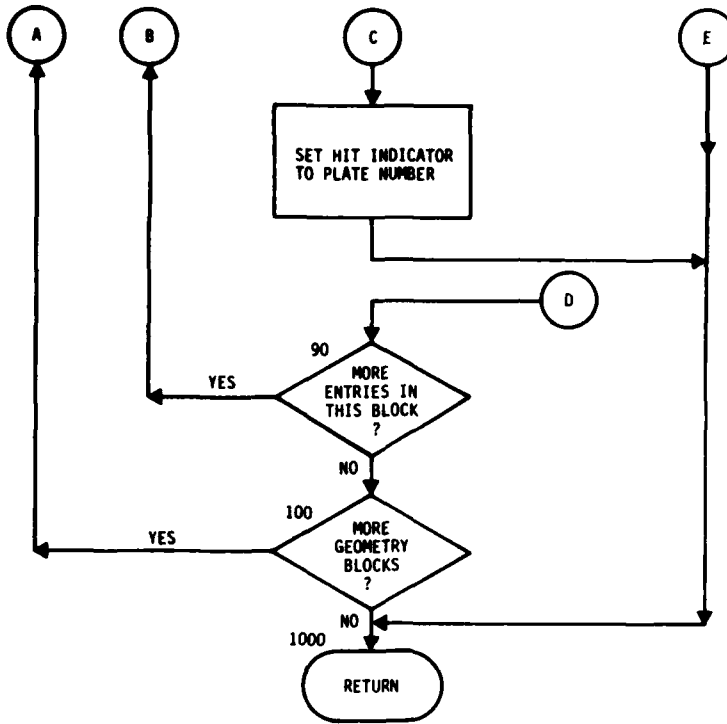 A
B
C
E
SET HIT INDICATOR
TO PLATE NUMBER
D
90
MORE
ENTRIES IN
THIS BLOCK
?
YES
NO
100
MORE
GEOMETRY
BLOCKS
?
YES
NO
1000
RETURN